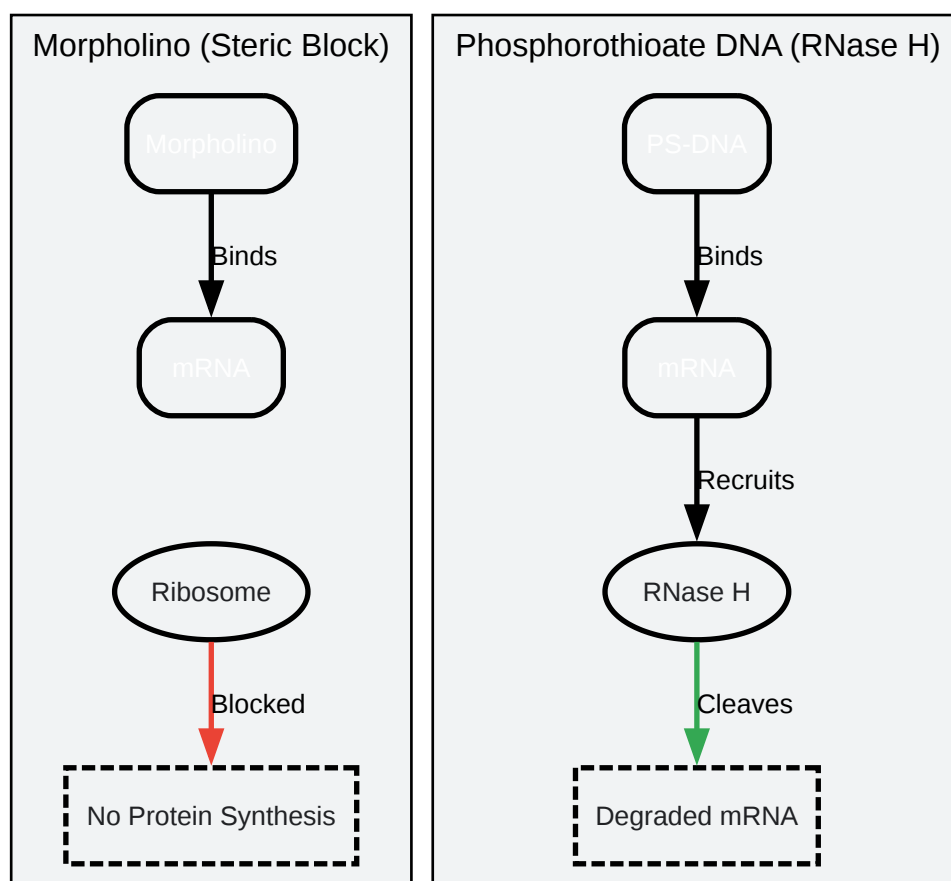 Morpholino (Steric Block)
Morpholino
Binds
mRNA
Ribosome
Blocked
No Protein Synthesis
Phosphorothioate DNA (RNase H)
PS-DNA
Binds
mRNA
Recruits
RNase H
Cleaves
Degraded mRNA